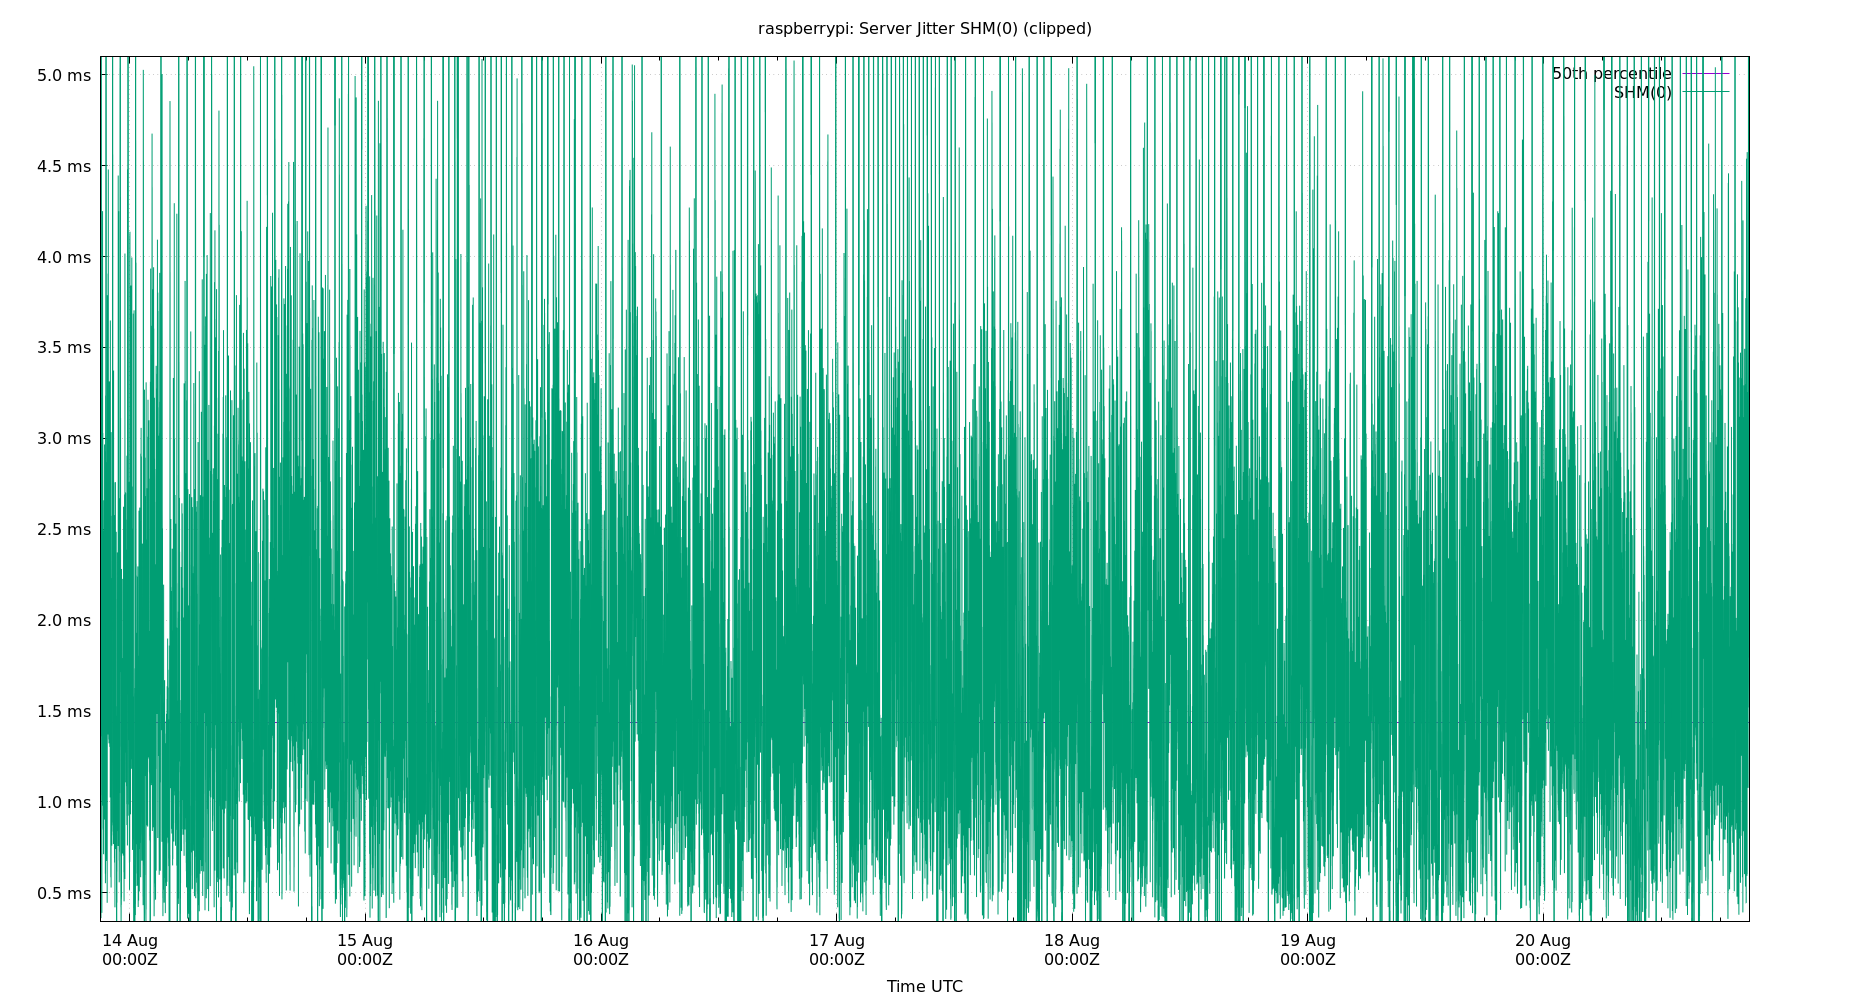 raspberrypi: Server Jitter SHM(0) (clipped)
50th percentile
SHM(0)
5.0 ms
4.5 ms
4.0 ms
3.5 ms
3.0 ms
2.5 ms
2.0 ms
1.5 ms
1.0 ms
0.5 ms
14 Aug 15 Aug 16 Aug 17 Aug 18 Aug 19 Aug 20 Aug
00:00Z 00:00Z 00:00Z 00:00Z 00:00Z 00:00Z 00:00Z
Time UTC